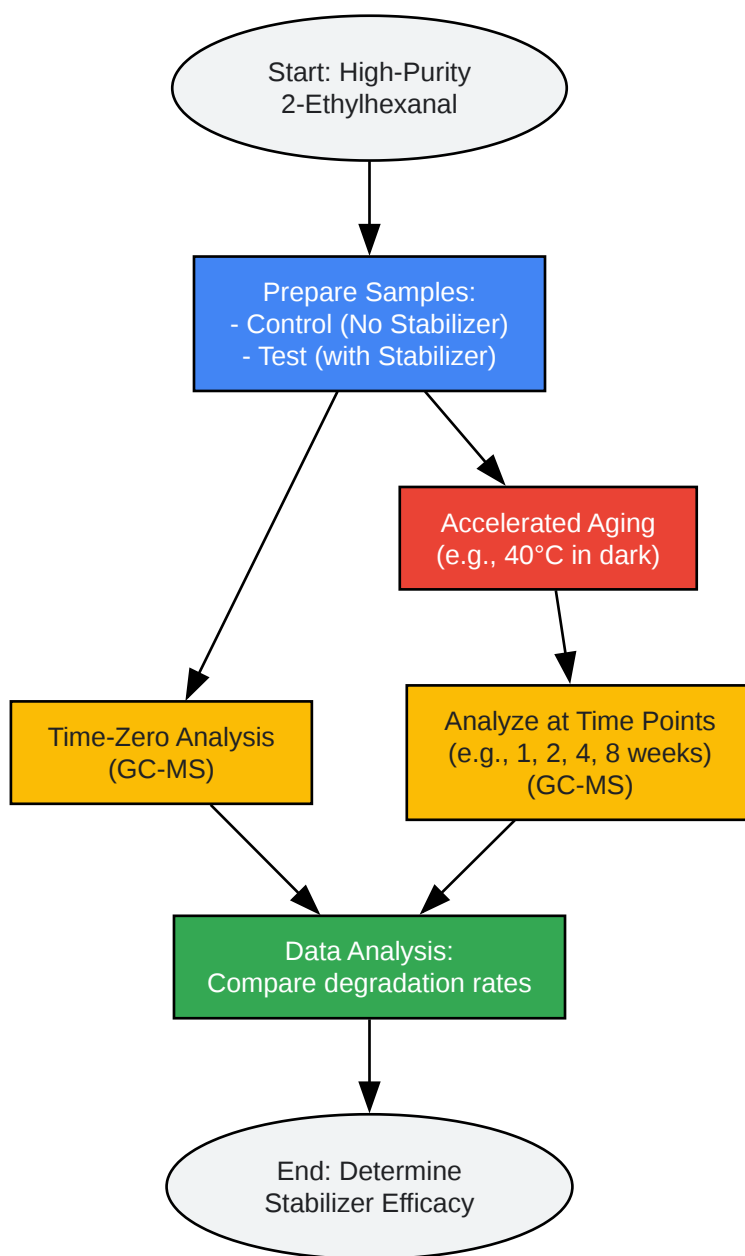 Start: High-Purity
2-Ethylhexanal
Prepare Samples:
- Control (No Stabilizer)
- Test (with Stabilizer)
Accelerated Aging
(e.g., 40°C in dark)
Time-Zero Analysis
(GC-MS)
Analyze at Time Points
(e.g., 1, 2, 4, 8 weeks)
(GC-MS)
Data Analysis:
Compare degradation rates
End: Determine
Stabilizer Efficacy